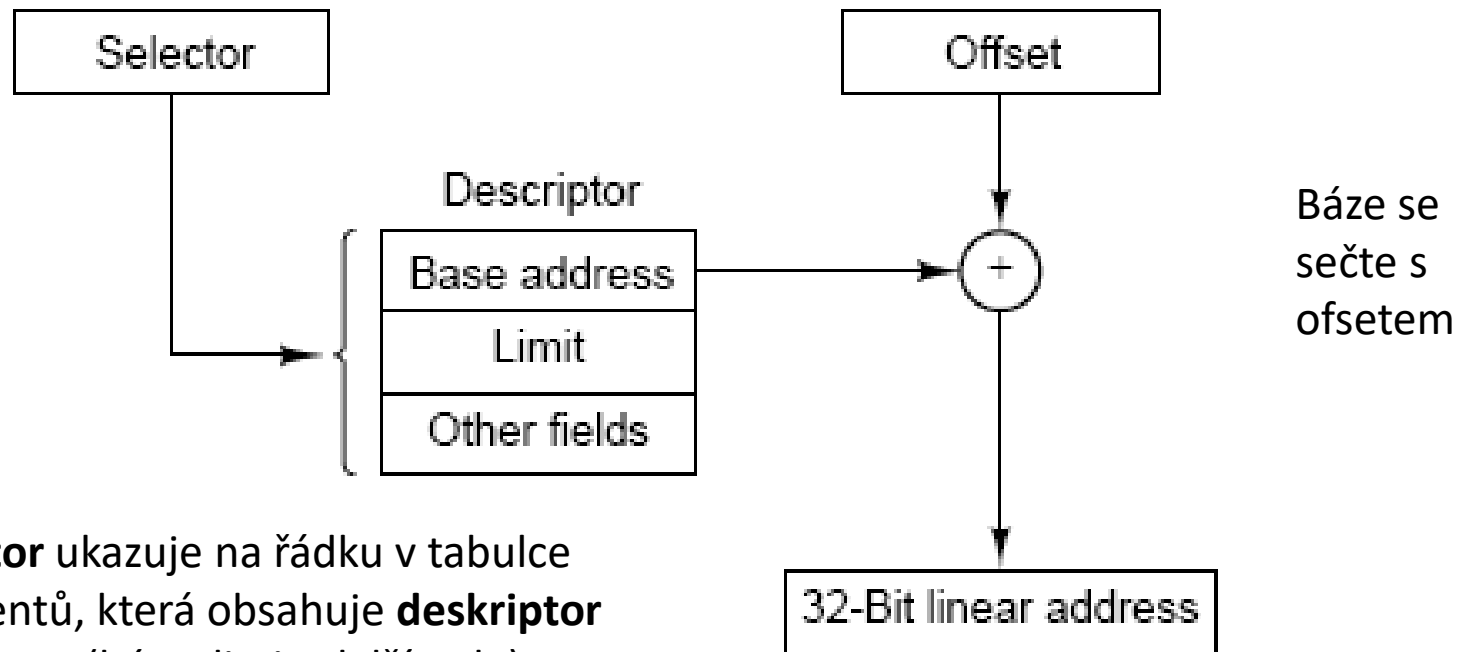 Selector
Offset
Descriptor
Base address
Limit
Other fields
+
Báze se
sečte s
ofsetem
32-Bit linear address
tor ukazuje na řádku v tabulce
entů, která obsahuje deskriptor